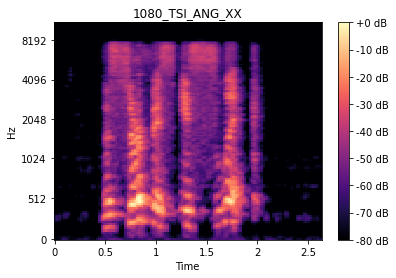 1080_TSI_ANG_XX
+0 dB
8192
-10 dB
4096
-20 dB
-30 dB
2048
Hz
-40 dB
1024
-50 dB
512
-60 dB
-70 dB
0
-80 dB
0 0.5 1 1.5 2 2.5
Time